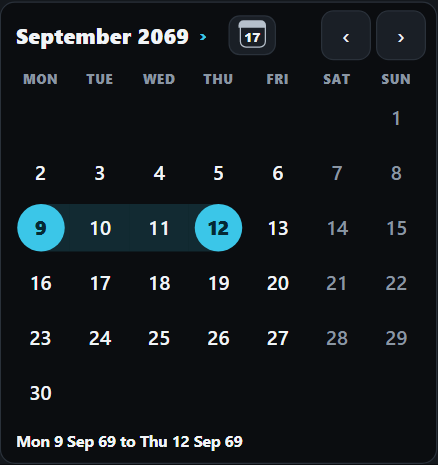 September 2069 › 17 ‹ ›
MON TUE WED THU FRI SAT SUN
1
2 3 4 5 6 7 8
9 10 11 12 13 14 15
16 17 18 19 20 21 22
23 24 25 26 27 28 29
30
Mon 9 Sep 69 to Thu 12 Sep 69